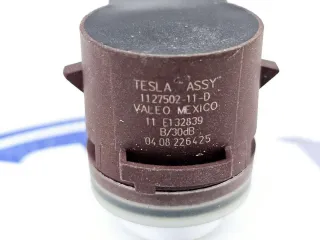 TESLA ASSY
1127502-11-D
VALEO MEXICO
11 E132839
B/30dB
04 08 226425